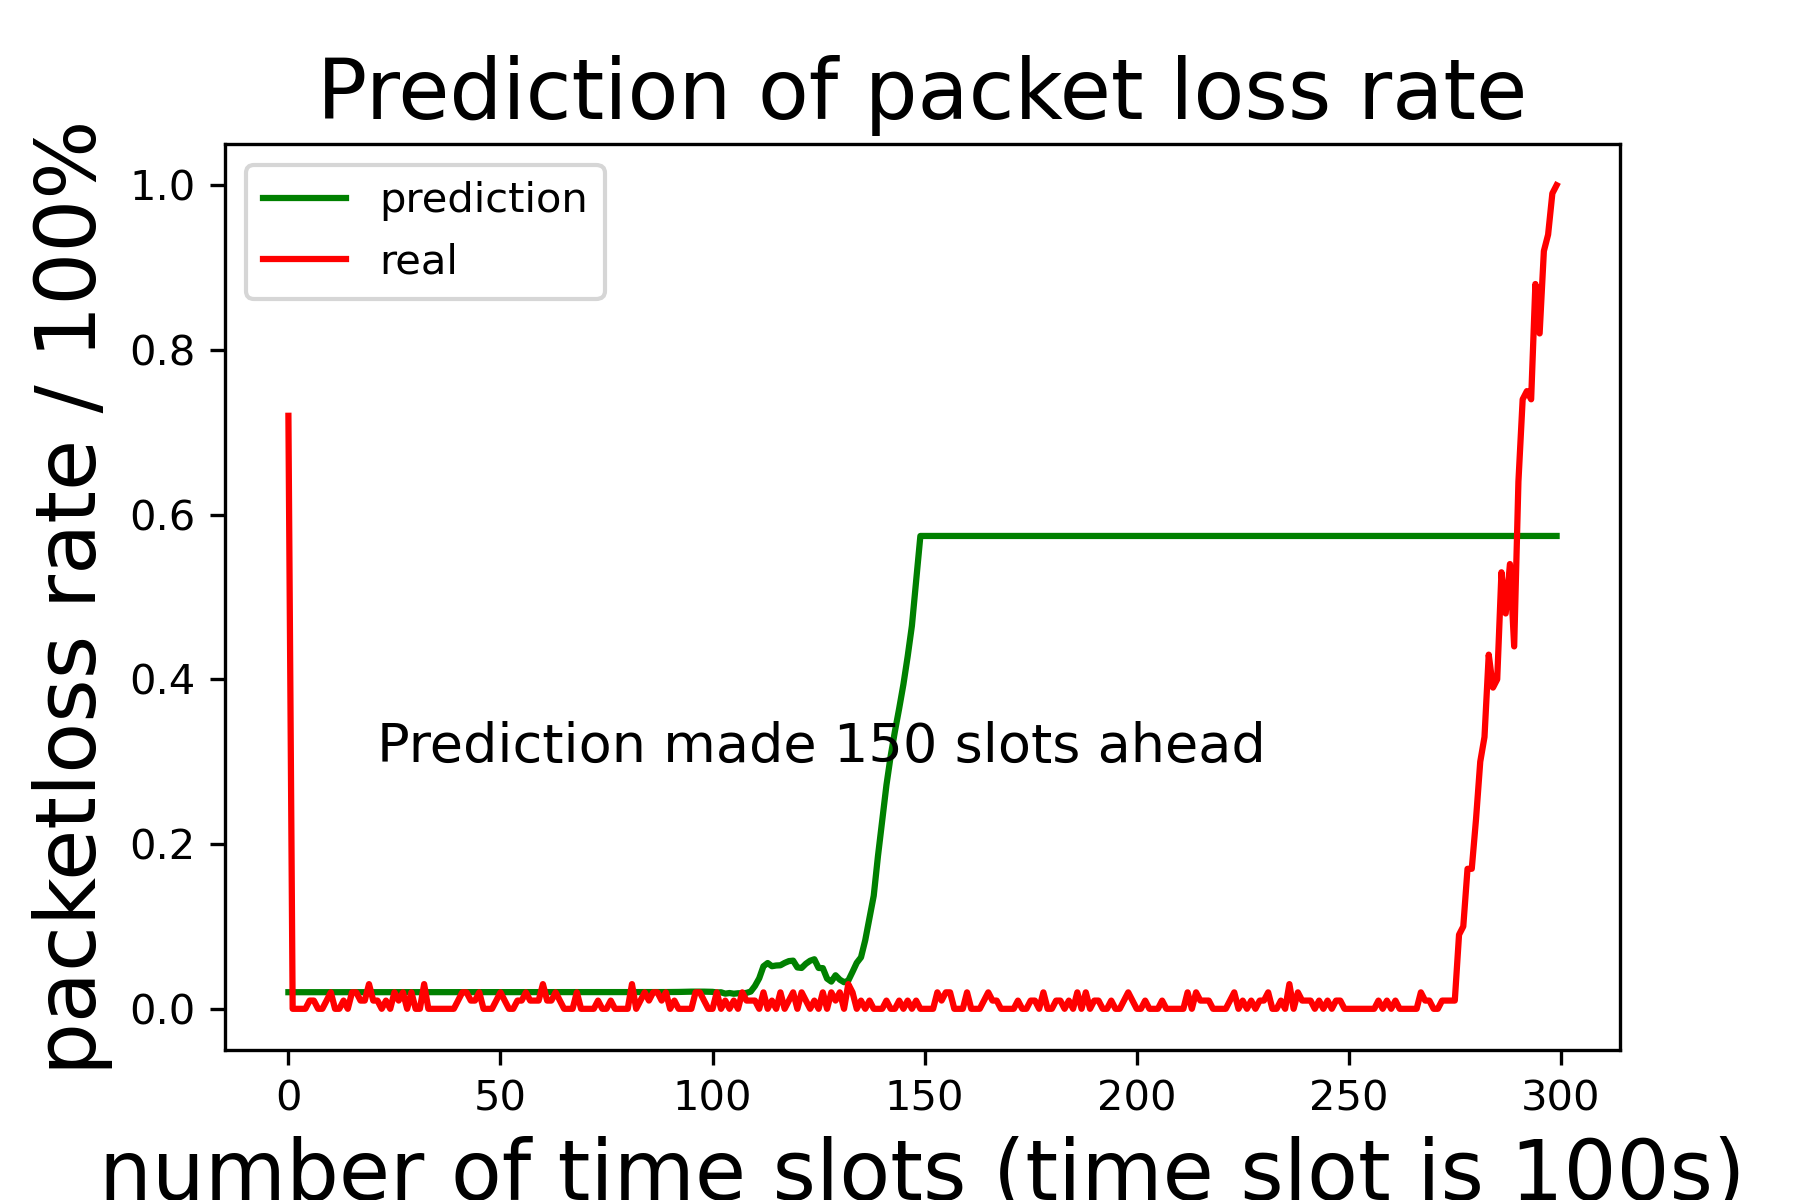 Prediction of packet loss rate
packetloss rate / 100%
1.0
0.8
0.6
0.4
0.2
0.0
prediction
real
Prediction made 150 slots ahead
0 50 100 150 200 250 300
number of time slots (time slot is 100s)